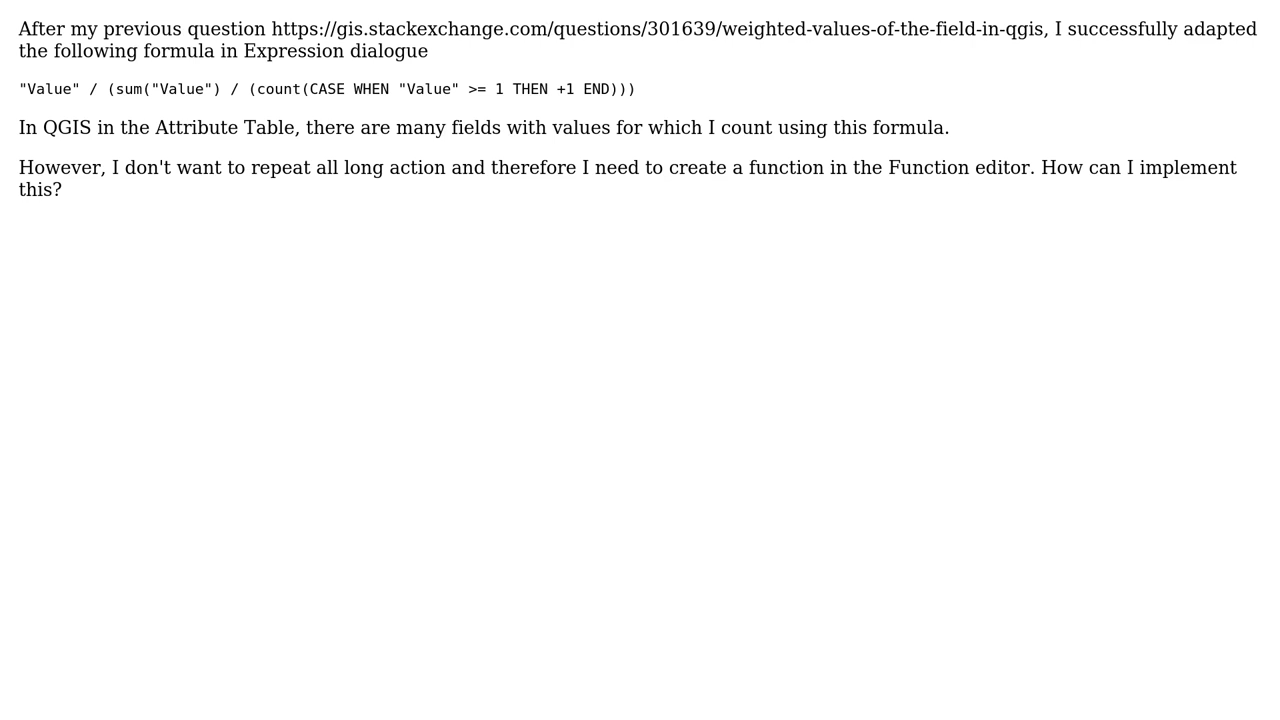 After my previous question https://gis.stackexchange.com/questions/301639/weighted-values-of-the-field-in-qgis, I successfully adapted
the following formula in Expression dialogue
"Value" / (sum("Value") / (count(CASE WHEN "Value" >= 1 THEN +1 END)))
In QGIS in the Attribute Table, there are many fields with values for which I count using this formula.
However, I don't want to repeat all long action and therefore I need to create a function in the Function editor. How can I implement
this?